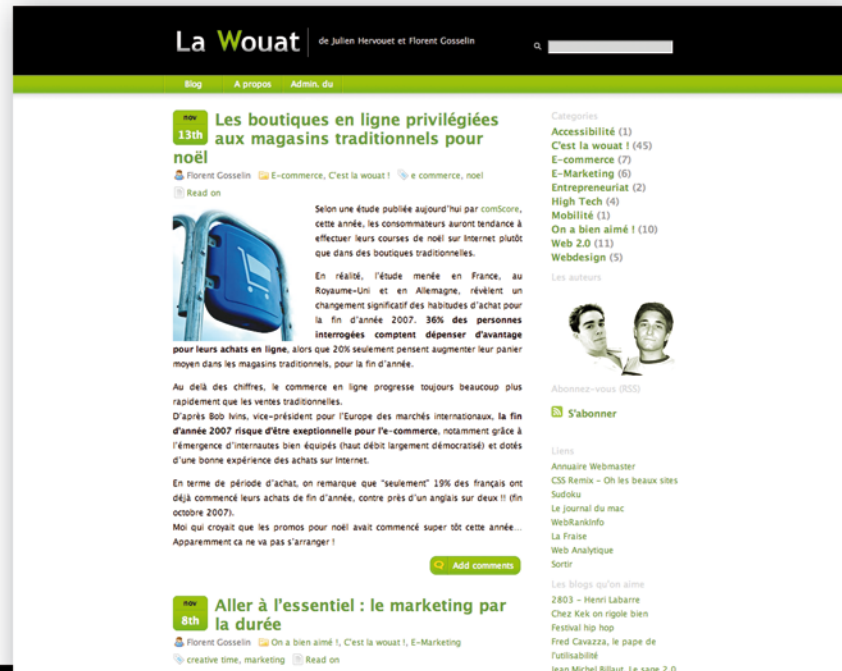 La Wouat
de Julien Hervouet et Florent Gosselin
Blog A propos Admin. du
nov
13th
Les boutiques en ligne privilégiées
aux magasins traditionnels pour
noël
Florent Gosselin E-commerce, C'est la wouat ! e commerce, noel
Read on
Selon une étude publiée aujourd'hui par comScore,
cette année, les consommateurs auront tendance à
effectuer leurs courses de noël sur Internet plutôt
que dans des boutiques traditionnelles.
En réalité, l'étude menée en France, au
Royaume-Uni et en Allemagne, révèlent un
changement significatif des habitudes d'achat pour
la fin d'année 2007. 36% des personnes
interrogées comptent dépenser d'avantage
pour leurs achats en ligne, alors que 20% seulement pensent augmenter leur panier
moyen dans les magasins traditionnels, pour la fin d'année.
Au delà des chiffres, le commerce en ligne progresse toujours beaucoup plus
rapidement que les ventes traditionnelles.
D'après Bob Ivins, vice-président pour l'Europe des marchés internationaux, la fin
d'année 2007 risque d'être exeptionnelle pour l'e-commerce, notamment grâce à
l'émergence d'internautes bien équipés (haut débit largement démocratisé) et dotés
d'une bonne expérience des achats sur Internet.
En terme de période d'achat, on remarque que "seulement" 19% des français ont
déjà commencé leurs achats de fin d'année, contre près d'un anglais sur deux !! (fin
octobre 2007).
Moi qui croyait que les promos pour noël avait commencé super tôt cette année...
Apparemment ca ne va pas s'arranger !
Add comments
nov
8th
Aller à l'essentiel : le marketing par
la durée
Florent Gosselin On a bien aimé !, C'est la wouat !, E-Marketing
creative time, marketing Read on
Categories
Accessibilité (1)
C'est la wouat ! (45)
E-commerce (7)
E-Marketing (6)
Entrepreneuriat (2)
High Tech (4)
Mobilité (1)
On a bien aimé ! (10)
Web 2.0 (11)
Webdesign (5)
Les auteurs
Abonnez-vous (RSS)
S'abonner
Liens
Annuaire Webmaster
CSS Remix - Oh les beaux sites
Sudoku
Le journal du mac
WebRankInfo
La Fraise
Web Analytique
Sortir
Les blogs qu'on aime
2803 - Henri Labarre
Chez Kek on rigole bien
Festival hip hop
Fred Cavazza, le pape de
l'utilisabilité
Jean Michel Billaut, Le sage 2.0